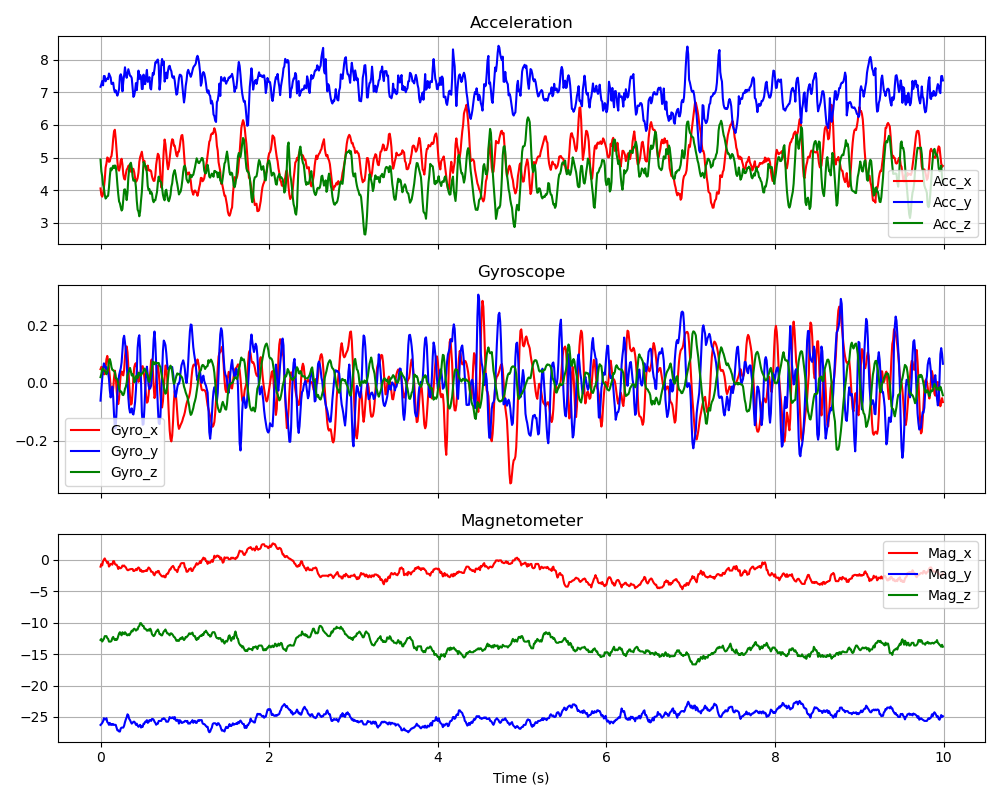 Acceleration
8
7
6
5
4
3
Acc_x
Acc_y
Acc_z
Gyroscope
0.2
0.0
−0.2
Gyro_x
Gyro_y
Gyro_z
Magnetometer
0
−5
−10
−15
−20
−25
Mag_x
Mag_y
Mag_z
0 2 4 6 8 10
Time (s)